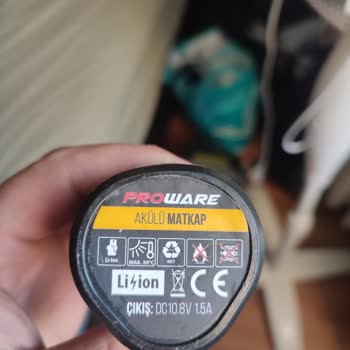 PROWARE
AKÜLÜ MATKAP
Li-ion MAX. 50°C
Li-ion CE
ÇIKIŞ: DC10.8V 1.5A